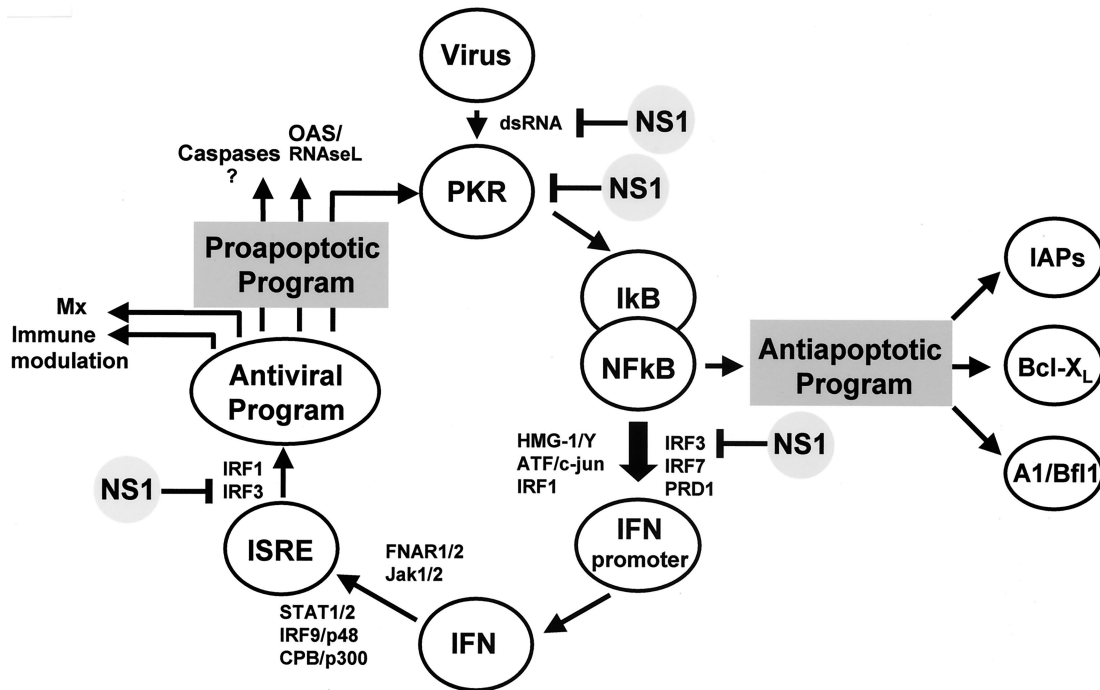 Virus
dsRNA
NS1
OAS/
RNAseL
Caspases
?
PKR
NS1
Proapoptotic
Program
IkB
NFkB
IAPs
Mx
Immune
modulation
Antiapoptotic
Program
Bcl-XL
Antiviral
Program
HMG-1/Y
ATF/c-jun
IRF1
IRF3
IRF7
PRD1
NS1
A1/Bfl1
NS1
IRF1
IRF3
IFN
promoter
ISRE
FNAR1/2
Jak1/2
STAT1/2
IRF9/p48
CPB/p300
IFN